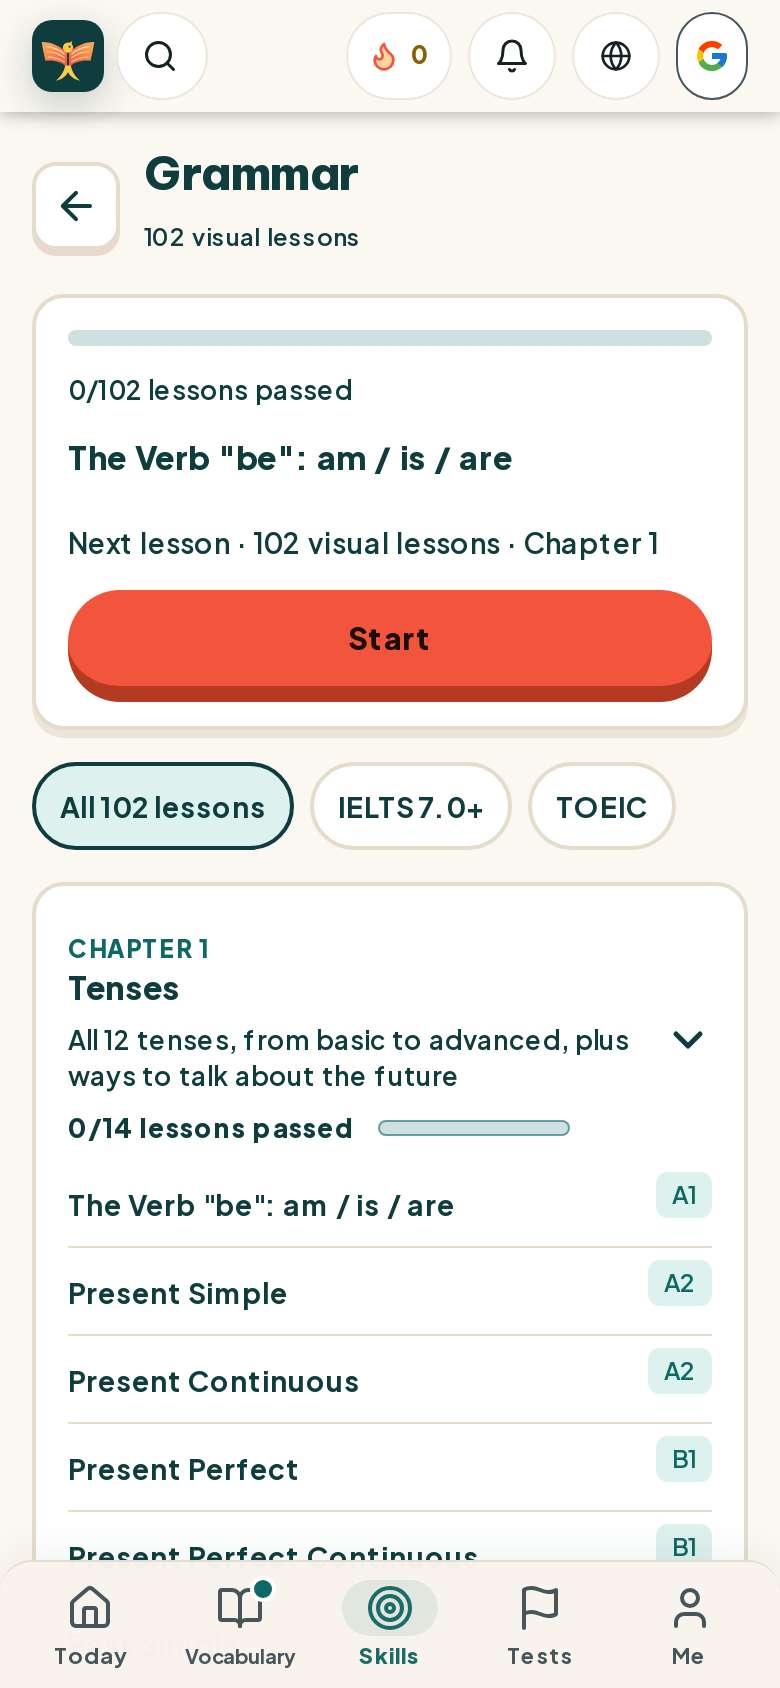 0
Grammar
102 visual lessons
0/102 lessons passed
The Verb "be": am / is / are
Next lesson · 102 visual lessons · Chapter 1
Start
All 102 lessons
IELTS 7.0+
TOEIC
CHAPTER 1
Tenses
All 12 tenses, from basic to advanced, plus
ways to talk about the future
0/14 lessons passed
The Verb "be": am / is / are
A1
Present Simple
A2
Present Continuous
A2
Present Perfect
B1
Present Perfect Continuous
B1
Today
Vocabulary
Skills
Tests
Me